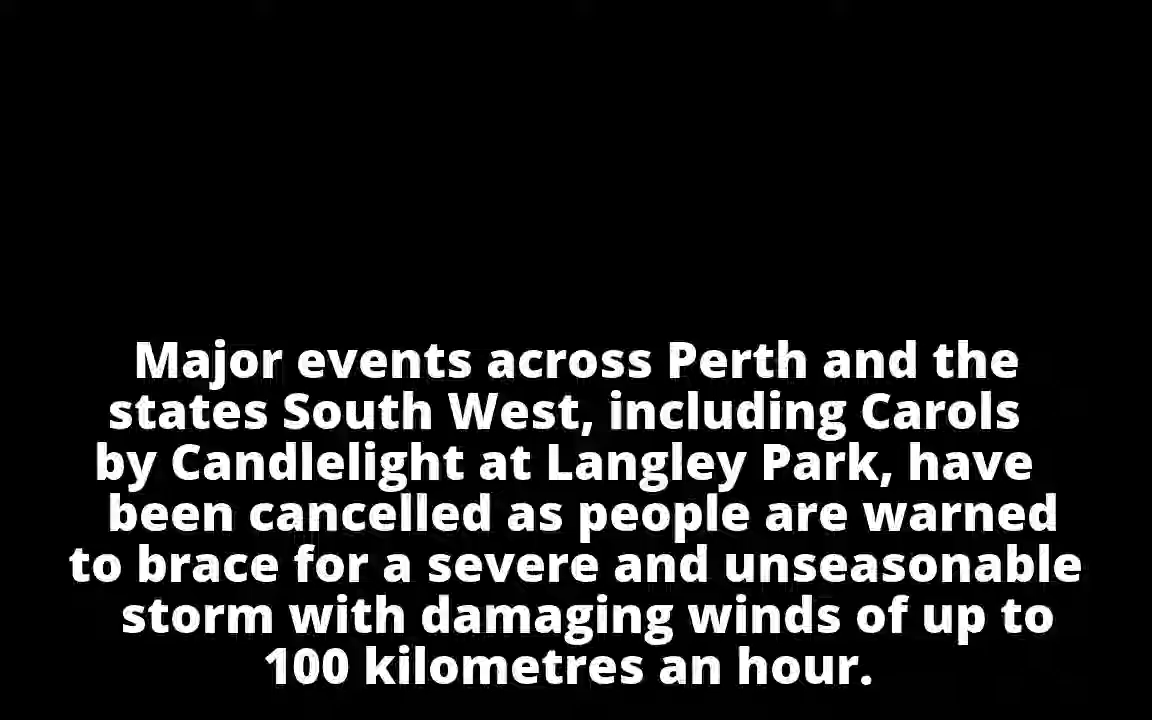 Major events across Perth and the
states South West, including Carols
by Candlelight at Langley Park, have
been cancelled as people are warned
to brace for a severe and unseasonable
storm with damaging winds of up to
100 kilometres an hour.